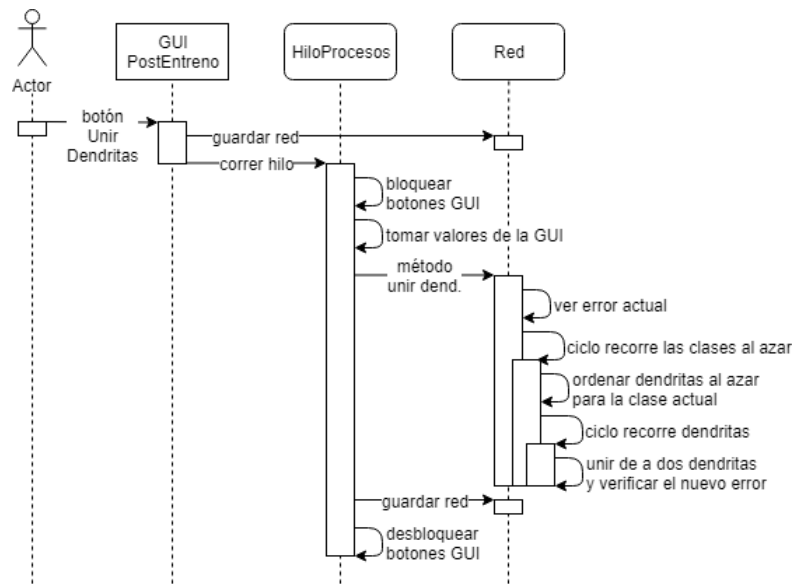 GUI
PostEntreno
HiloProcesos
Red
Actor
botón
Unir
Dendritas
guardar red
correr hilo
bloquear
botones GUI
tomar valores de la GUI
método
unir dend.
ver error actual
ciclo recorre las clases al azar
ordenar dendritas al azar
para la clase actual
ciclo recorre dendritas
unir de a dos dendritas
y verificar el nuevo error
guardar red
desbloquear
botones GUI